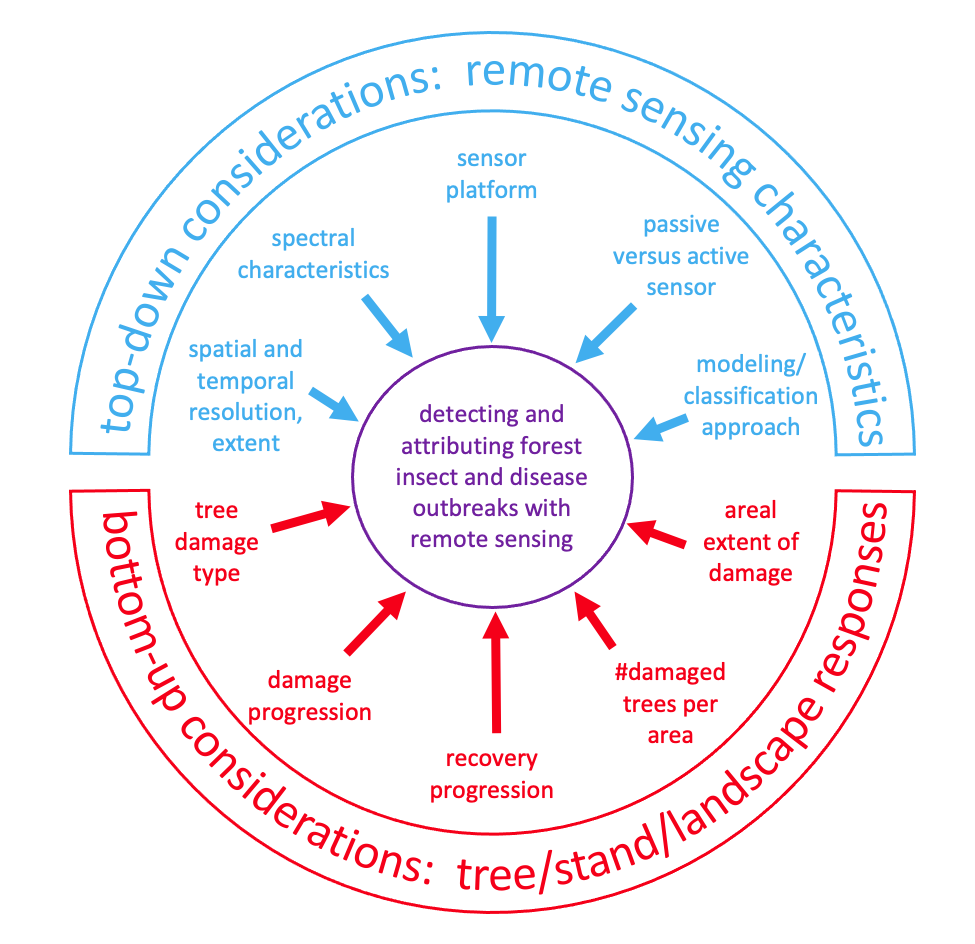 top-down considerations: remote sensing characteristics
sensor
platform
spectral
characteristics
passive
versus active
sensor
spatial and
temporal
resolution,
extent
modeling/
classification
approach
detecting and
attributing forest
insect and disease
outbreaks with
remote sensing
tree
damage
type
areal
extent of
damage
damage
progression
#damaged
trees per
area
recovery
progression
bottom-up considerations: tree/stand/landscape responses